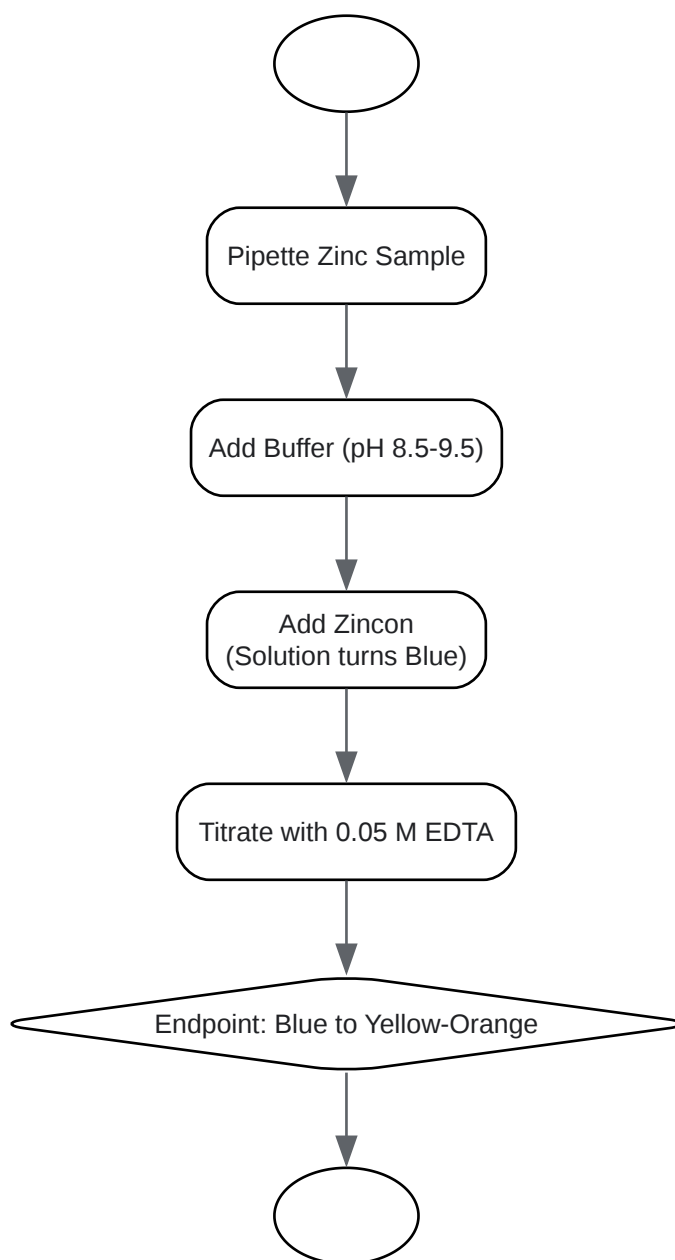 Pipette Zinc Sample
Add Buffer (pH 8.5-9.5)
Add Zincon
(Solution turns Blue)
Titrate with 0.05 M EDTA
Endpoint: Blue to Yellow-Orange